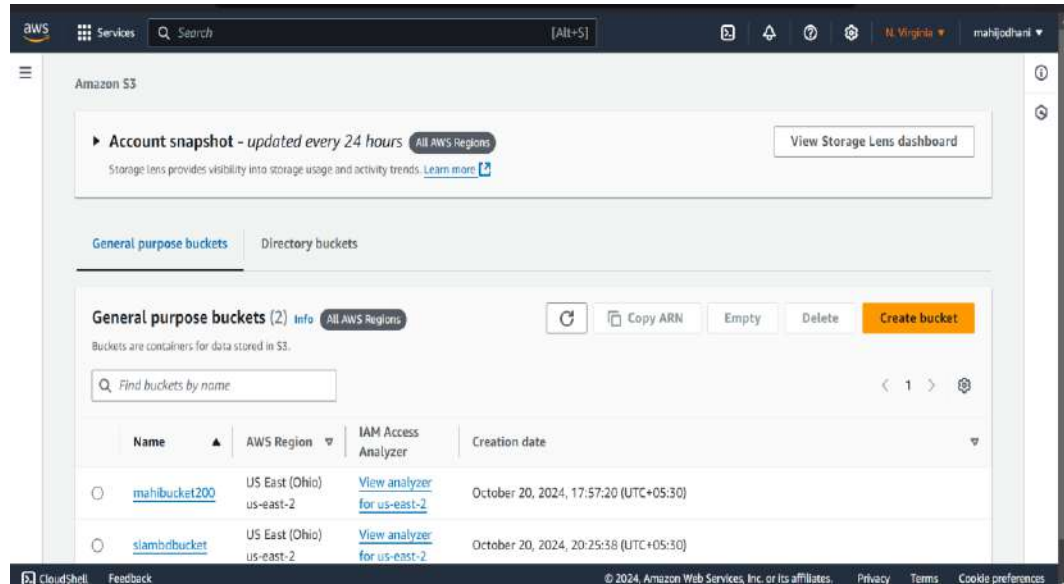 aws
Services
Search
[Alt+S]
N. Virginia
mahijodhani
Amazon S3
Account snapshot - updated every 24 hours All AWS Regions
View Storage Lens dashboard
Storage lens provides visibility into storage usage and activity trends. Learn more
General purpose buckets
Directory buckets
General purpose buckets (2) Info All AWS Regions
Copy ARN
Empty
Delete
Create bucket
Buckets are containers for data stored in S3.
Find buckets by name
1
Name
AWS Region
IAM Access
Analyzer
Creation date
mahibucket200
US East (Ohio)
us-east-2
View analyzer
for us-east-2
October 20, 2024, 17:57:20 (UTC+05:30)
slambdbucket
US East (Ohio)
us-east-2
View analyzer
for us-east-2
October 20, 2024, 20:25:38 (UTC+05:30)
CloudShell
Feedback
© 2024, Amazon Web Services, Inc. or its affiliates.
Privacy
Terms
Cookie preferences